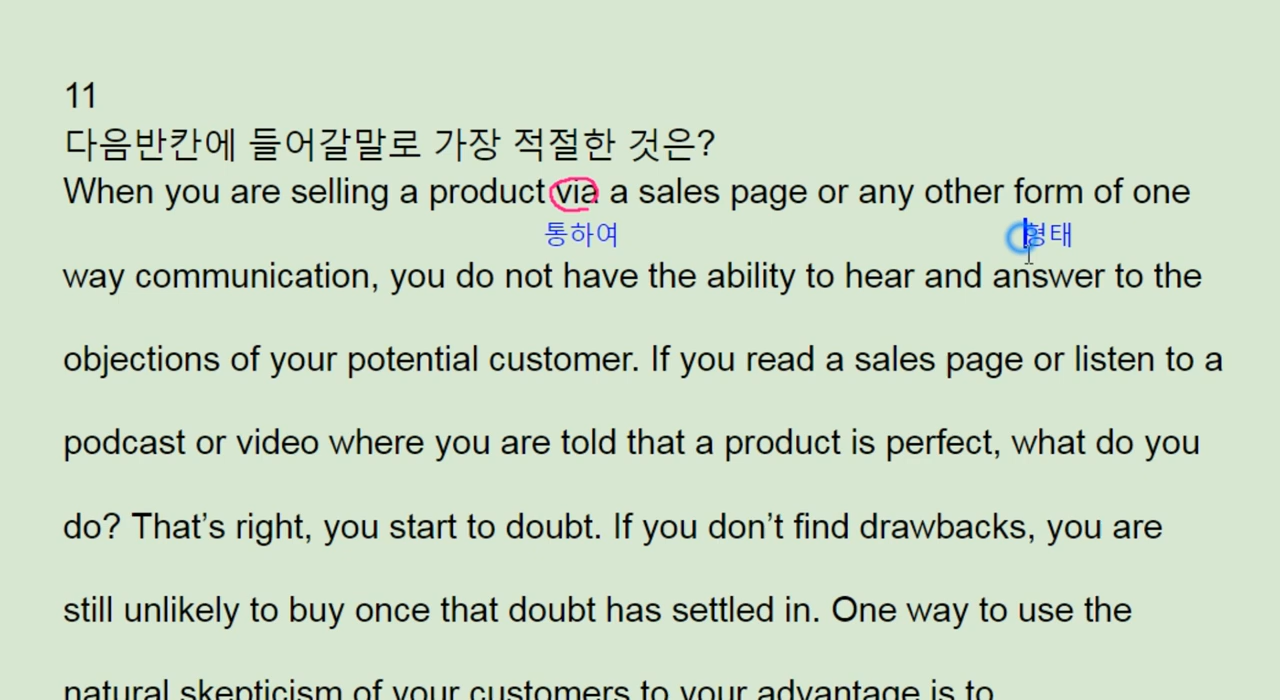 11
다음반칸에 들어갈말로 가장 적절한 것은?
When you are selling a product via a sales page or any other form of one
통하여 형태
way communication, you do not have the ability to hear and answer to the
objections of your potential customer. If you read a sales page or listen to a
podcast or video where you are told that a product is perfect, what do you
do? That’s right, you start to doubt. If you don’t find drawbacks, you are
still unlikely to buy once that doubt has settled in. One way to use the
natural skepticism of your customers to your advantage is to